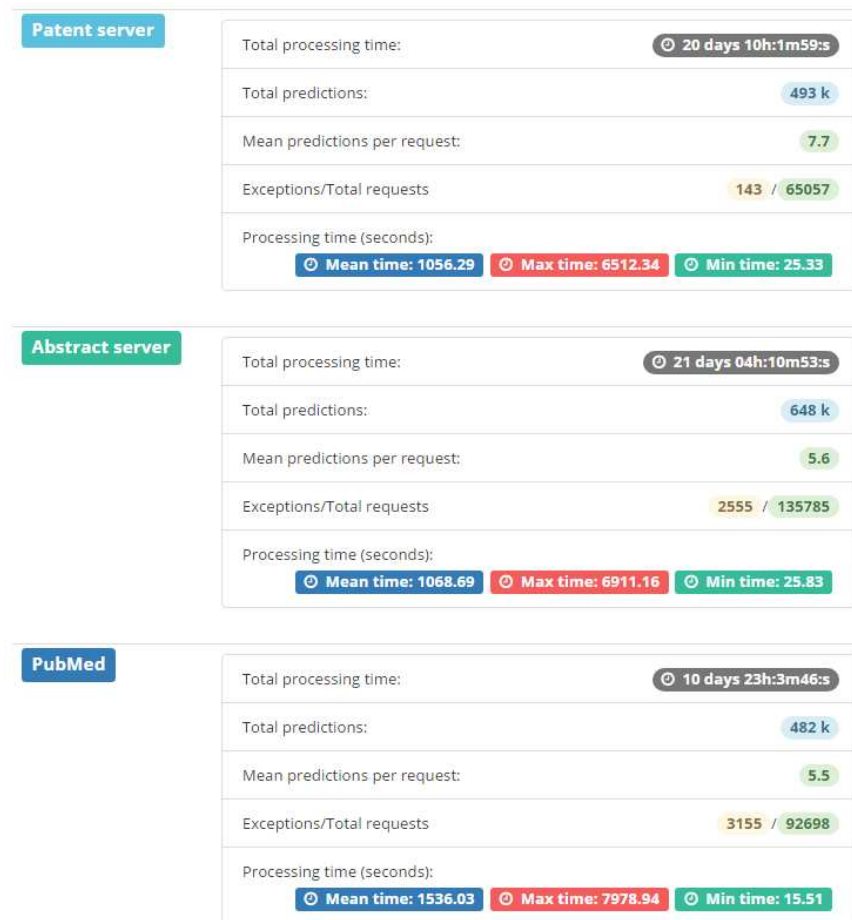 Patent server
Total processing time: 20 days 10h:1m59:s
Total predictions: 493 k
Mean predictions per request: 7.7
Exceptions/Total requests 143 / 65057
Processing time (seconds):
Mean time: 1056.29 Max time: 6512.34 Min time: 25.33
Abstract server
Total processing time: 21 days 04h:10m53:s
Total predictions: 648 k
Mean predictions per request: 5.6
Exceptions/Total requests 2555 / 135785
Processing time (seconds):
Mean time: 1068.69 Max time: 6911.16 Min time: 25.83
PubMed
Total processing time: 10 days 23h:3m46:s
Total predictions: 482 k
Mean predictions per request: 5.5
Exceptions/Total requests 3155 / 92698
Processing time (seconds):
Mean time: 1536.03 Max time: 7978.94 Min time: 15.51